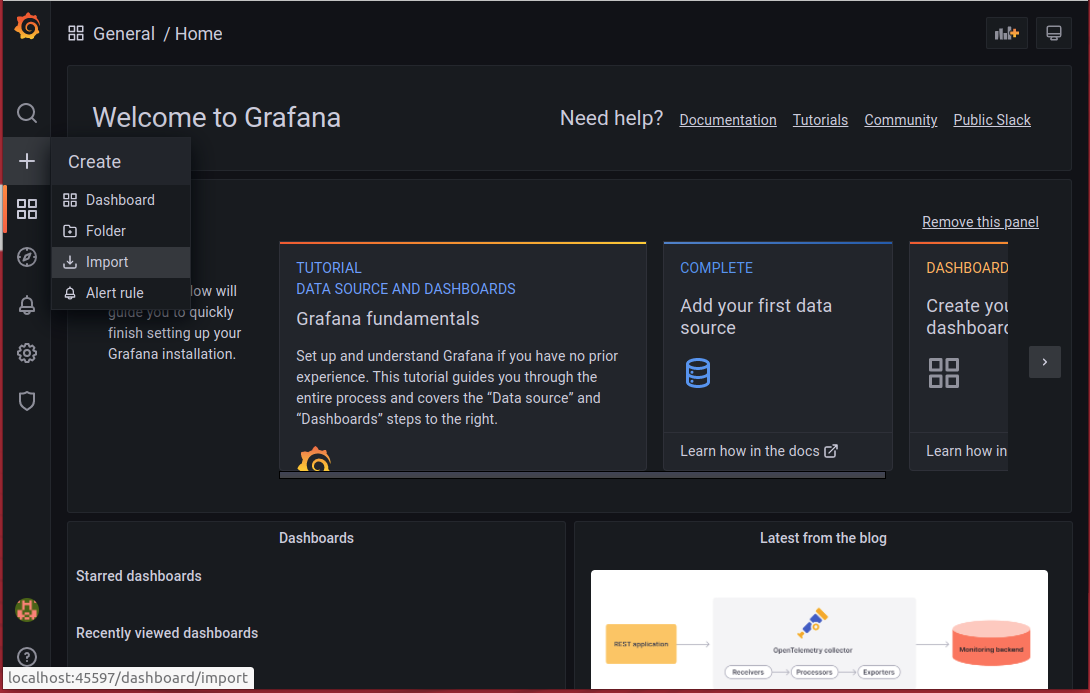 General / Home
Welcome to Grafana
Need help?
Documentation
Tutorials
Community
Public Slack
Create
Dashboard
Folder
Import
Alert rule
Remove this panel
low will
guide you to quickly
finish setting up your
Grafana installation.
TUTORIAL
DATA SOURCE AND DASHBOARDS
Grafana fundamentals
Set up and understand Grafana if you have no prior
experience. This tutorial guides you through the
entire process and covers the “Data source” and
“Dashboards” steps to the right.
COMPLETE
Add your first data
source
Learn how in the docs
DASHBOARD
Create you
dashboard
Learn how in
Dashboards
Starred dashboards
Recently viewed dashboards
Latest from the blog
REST application
OpenTelemetry collector
Receivers
Processors
Exporters
Monitoring backend
localhost:45597/dashboard/import